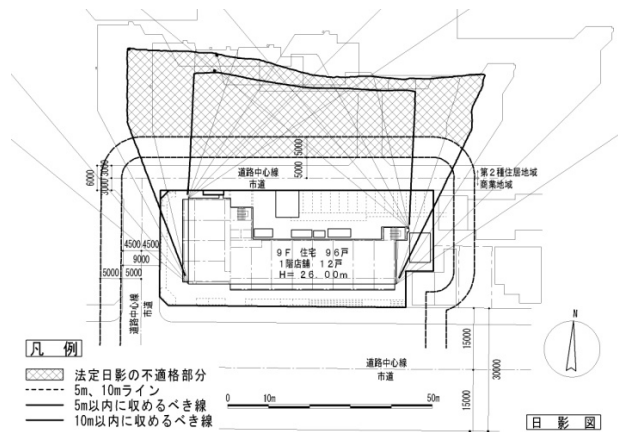 5000
5000
6000
3000
3000
道路中心線
市道
第2種住居地域
商業地域
4500 4500
9000
5000 5000
9F 住宅 96戸
1階店舗 12戸
H= 26.00m
道路中心線
市道
道路中心線
市道
15000
15000
30000
N
凡例
法定日影の不適格部分
5m、10mライン
5m以内に収めるべき線
10m以内に収めるべき線
0 10m 50m
日影図